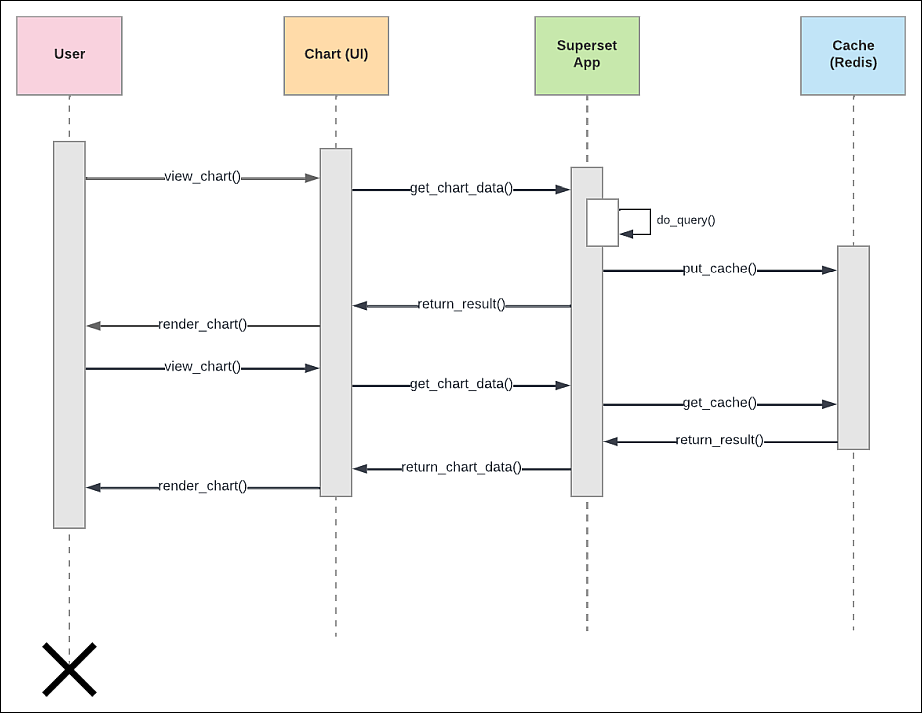 User
Chart (UI)
Superset
App
Cache
(Redis)
view_chart()
get_chart_data()
do_query()
put_cache()
return_result()
render_chart()
view_chart()
get_chart_data()
get_cache()
return_result()
return_chart_data()
render_chart()